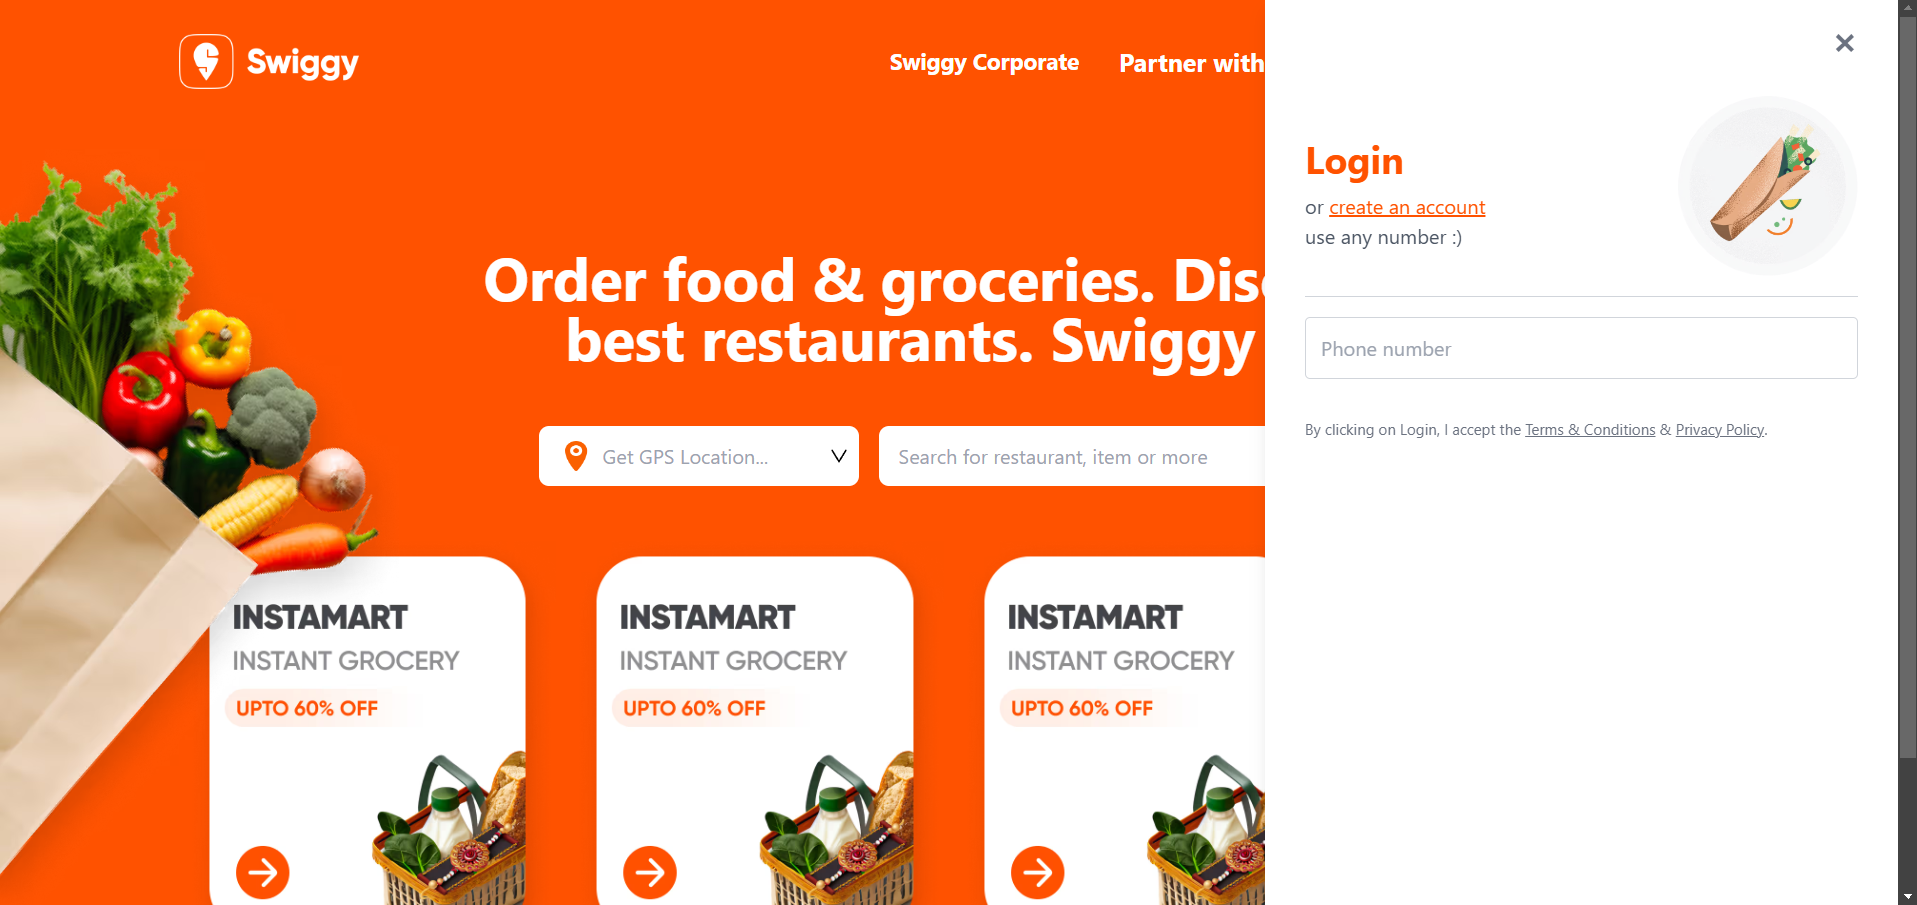 Swiggy
Swiggy Corporate
Partner with
Order food & groceries. Dis
best restaurants. Swiggy
Get GPS Location...
Search for restaurant, item or more
INSTAMART
INSTANT GROCERY
UPTO 60% OFF
INSTAMART
INSTANT GROCERY
UPTO 60% OFF
INSTAMART
INSTANT GROCERY
UPTO 60% OFF
Login
or create an account
use any number :)
Phone number
By clicking on Login, I accept the Terms & Conditions & Privacy Policy.